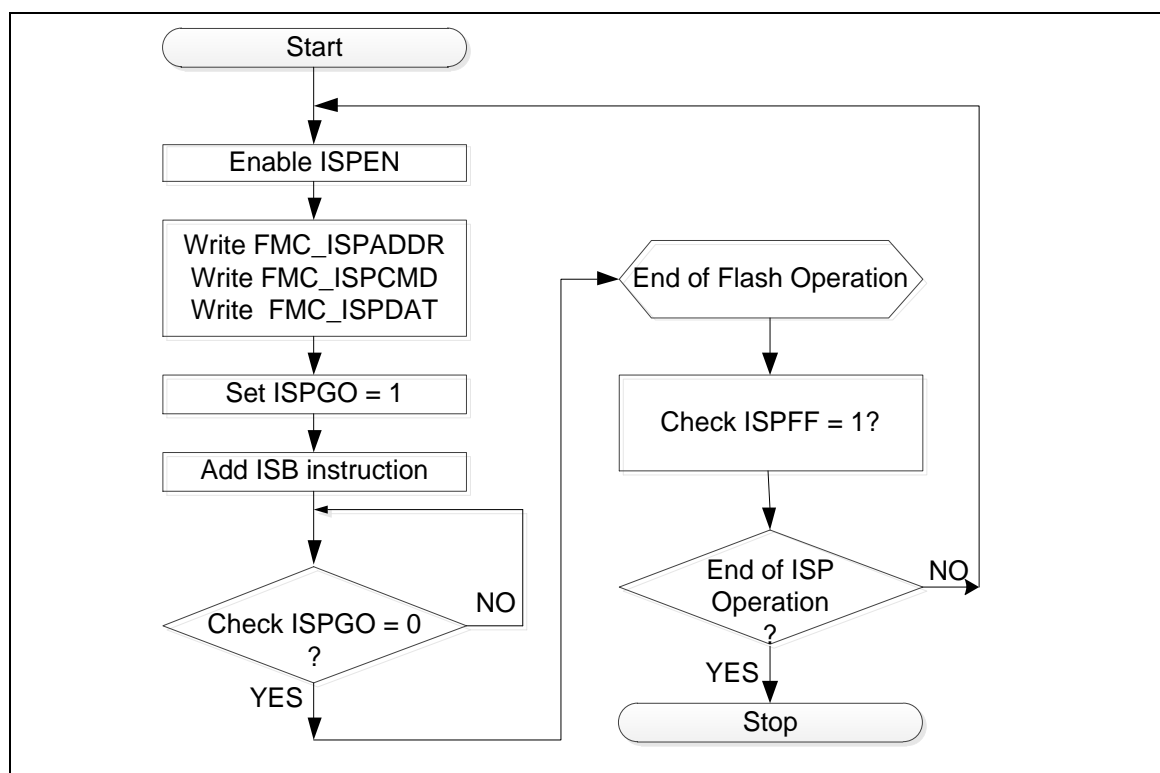 Start
Enable ISPEN
Write FMC_ISPADDR
Write FMC_ISPCMD
Write FMC_ISPDAT
Set ISPGO = 1
Add ISB instruction
Check ISPGO = 0
?
NO
YES
End of Flash Operation
Check ISPFF = 1?
End of ISP
Operation
?
NO
YES
Stop